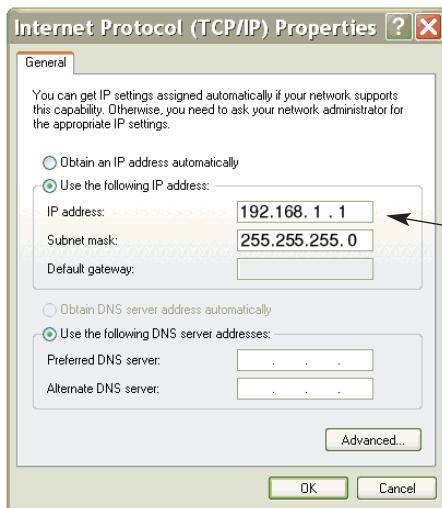 Internet Protocol (TCP/IP) Properties
General
You can get IP settings assigned automatically if your network supports
this capability. Otherwise, you need to ask your network administrator for
the appropriate IP settings.
Obtain an IP address automatically
Use the following IP address:
IP address: 192.168. 1 . 1
Subnet mask: 255.255.255. 0
Default gateway:
Obtain DNS server address automatically
Use the following DNS server addresses:
Preferred DNS server: . . .
Alternate DNS server: . . .
Advanced...
OK Cancel